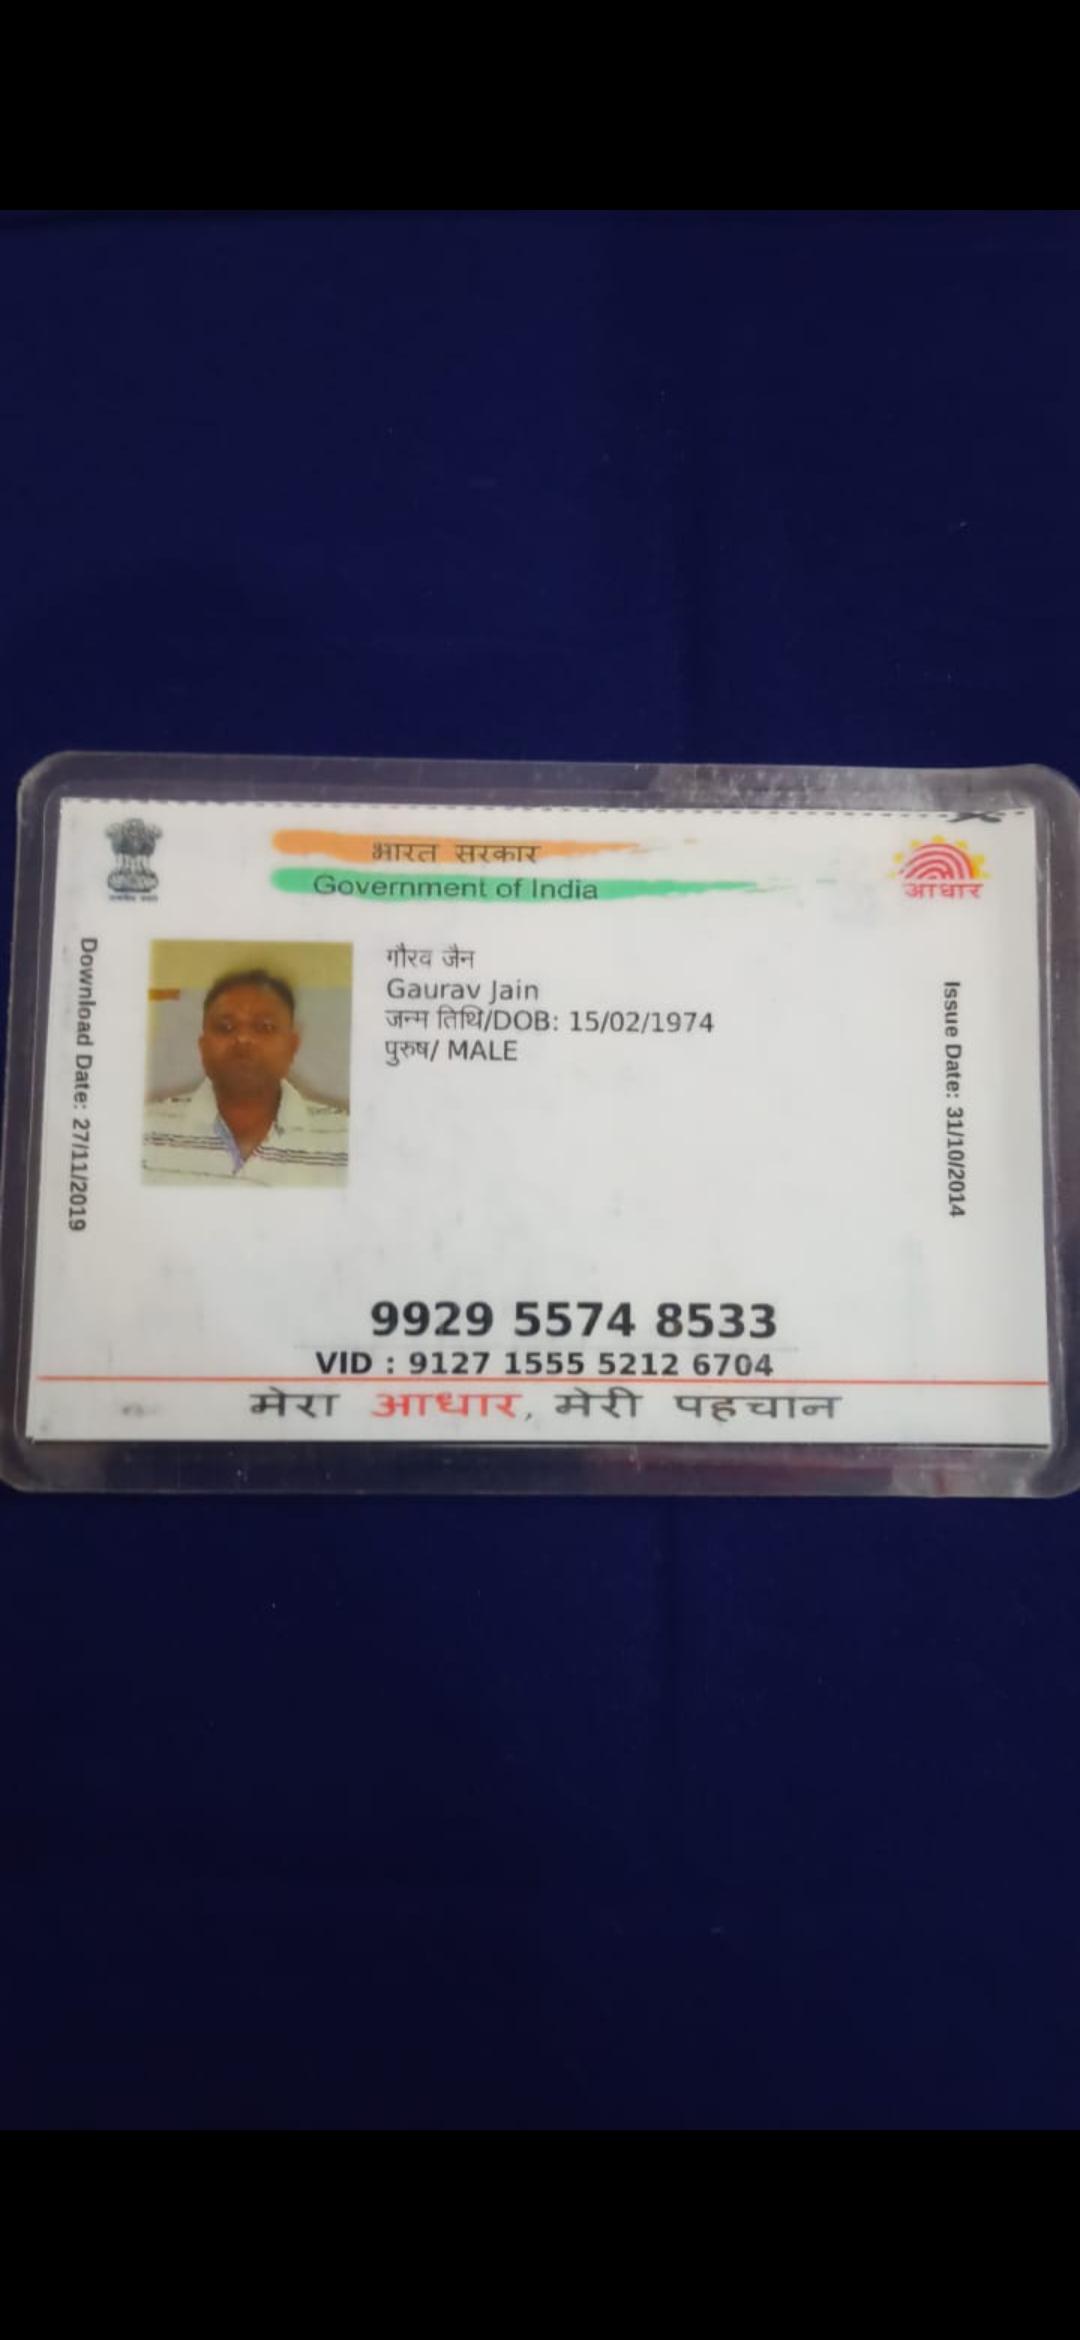 भारत सरकार
Government of India
आधार
Download Date: 27/11/2019
गौरव जैन
Gaurav Jain
जन्म तिथि/DOB: 15/02/1974
पुरुष/ MALE
Issue Date: 31/10/2014
9929 5574 8533
VID : 9127 1555 5212 6704
मेरा आधार, मेरी पहचान